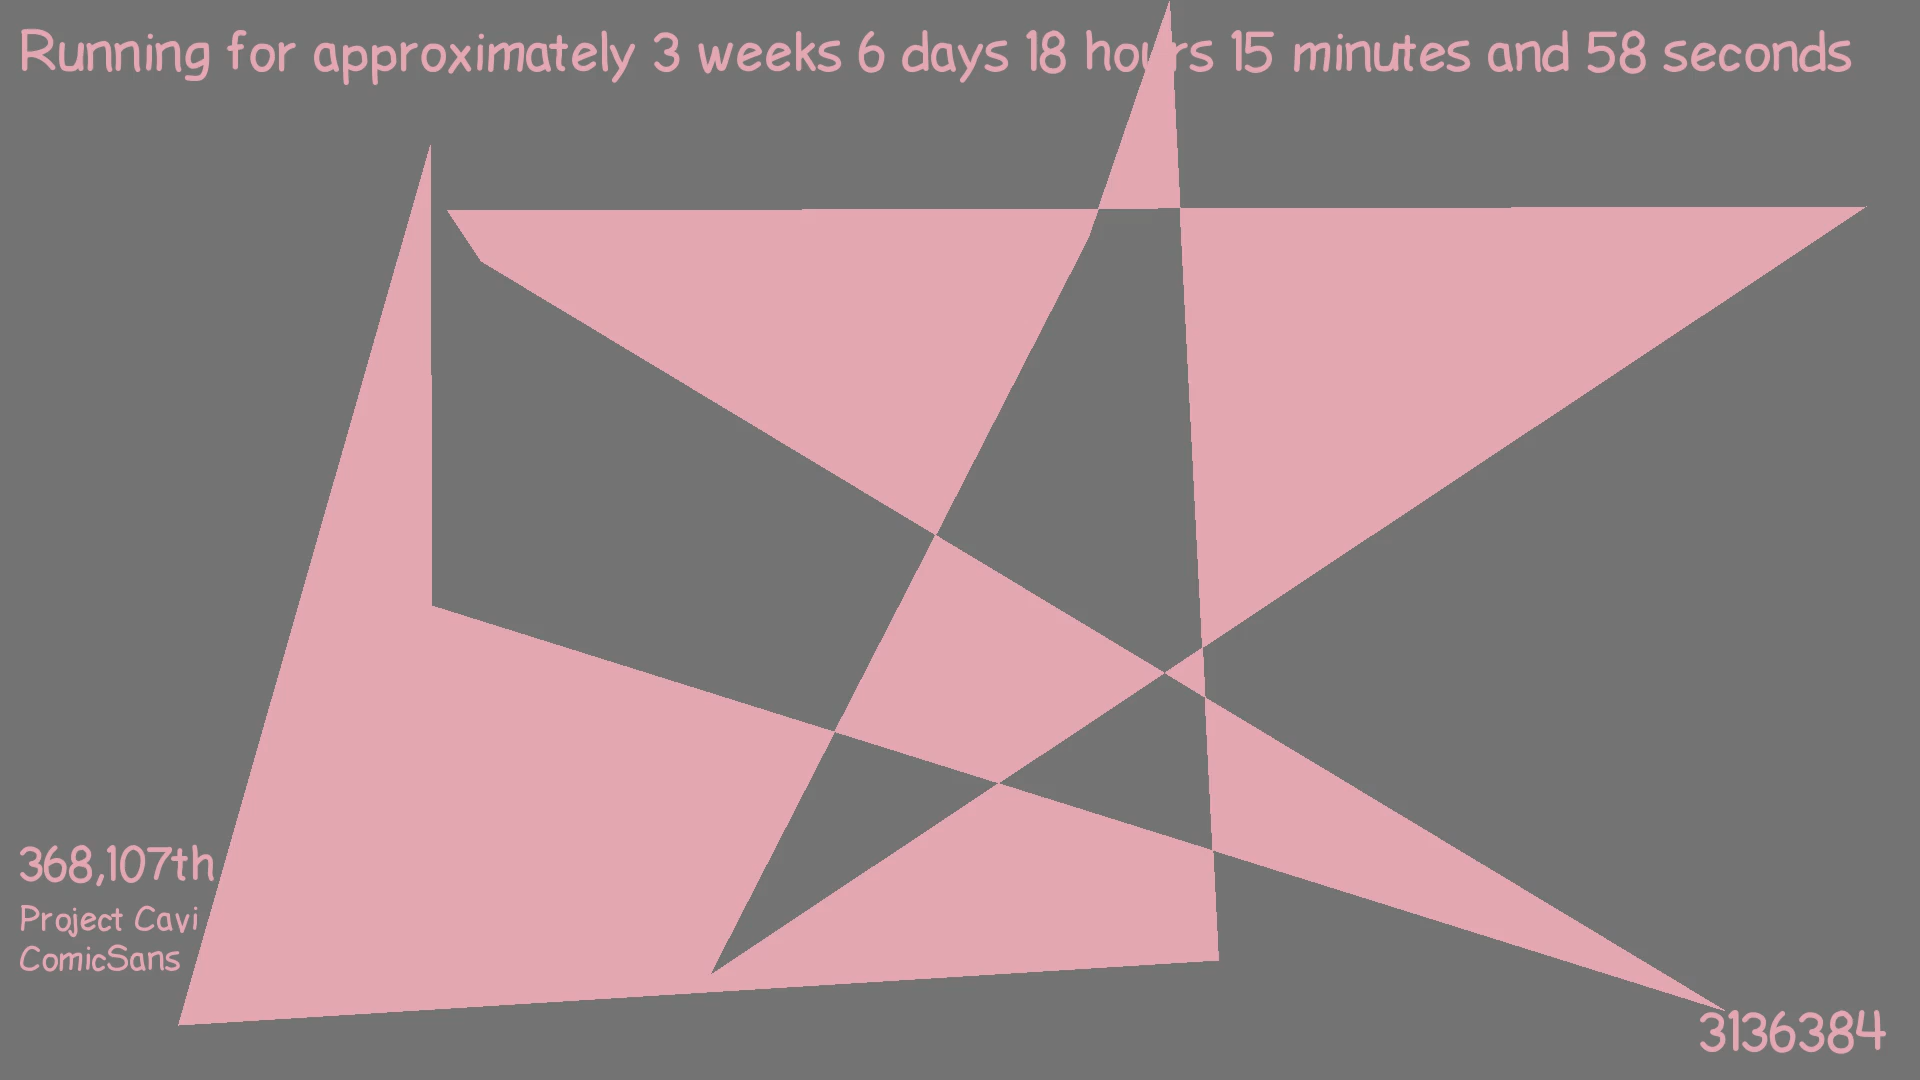 Running for approximately 3 weeks 6 days 18 hours 15 minutes and 58 seconds
368,107th
Project Cavi
ComicSans
3136384